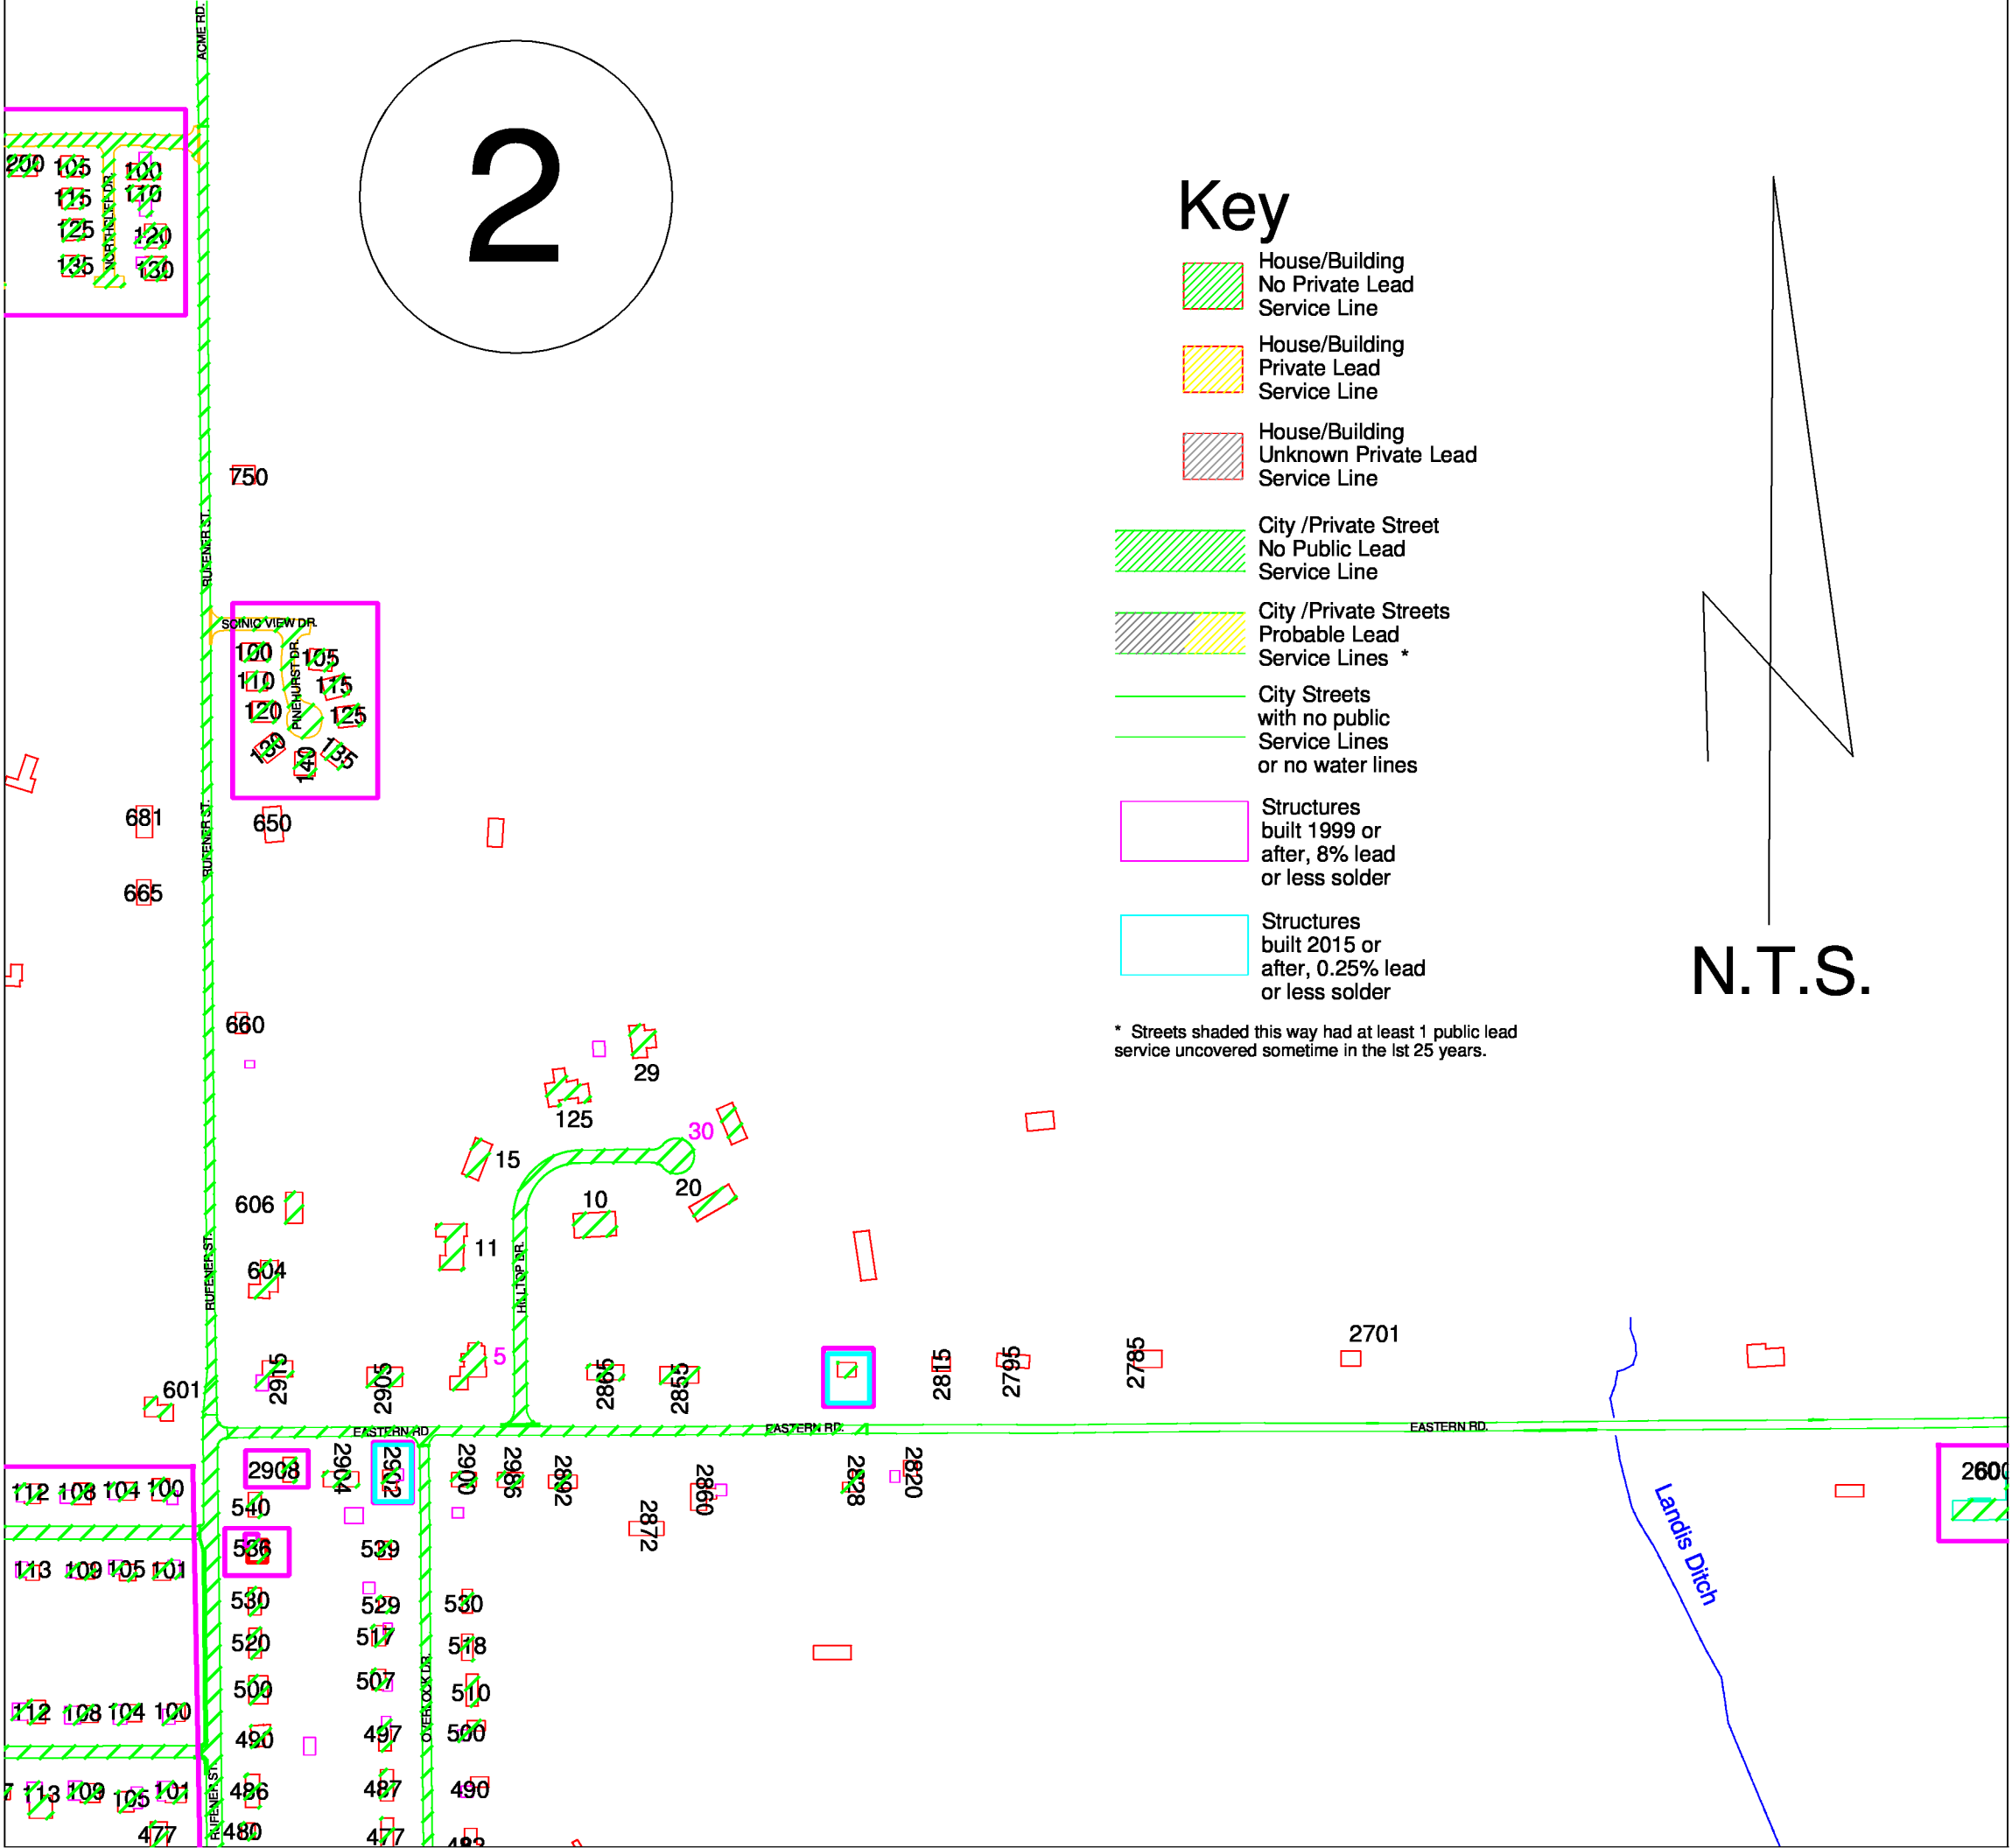 ACME RD.
2
200
105
100
115
110
125
120
135
130
NORTHCLIFF DR.
Key
House/Building
No Private Lead
Service Line
House/Building
Private Lead
Service Line
House/Building
Unknown Private Lead
Service Line
City /Private Street
No Public Lead
Service Line
City /Private Streets
Probable Lead
Service Lines *
City Streets
with no public
Service Lines
or no water lines
Structures
built 1999 or
after, 8% lead
or less solder
Structures
built 2015 or
after, 0.25% lead
or less solder
* Streets shaded this way had at least 1 public lead
service uncovered sometime in the lst 25 years.
N.T.S.
750
RUFENER ST.
SCINIC VIEW DR.
PINEHURST DR.
100
105
110
115
120
125
130
140
135
681
650
RUFENER ST.
665
660
29
125
30
15
20
10
606
11
604
RUFENER ST.
HILLTOP DR.
5
601
2915
2905
2865
2855
2815
2795
2785
2701
EASTERN RD
EASTERN RD.
EASTERN RD.
2908
2904
2902
2900
2892
2860
2872
2828
2820
2600
Landis Ditch
112
108
104
100
540
536
539
113
109
105
101
530
529
530
520
517
518
500
507
510
OVERLOOK DR.
112
108
104
100
490
497
500
486
487
490
7
113
109
105
101
RUFENER ST.
477
480
477
483